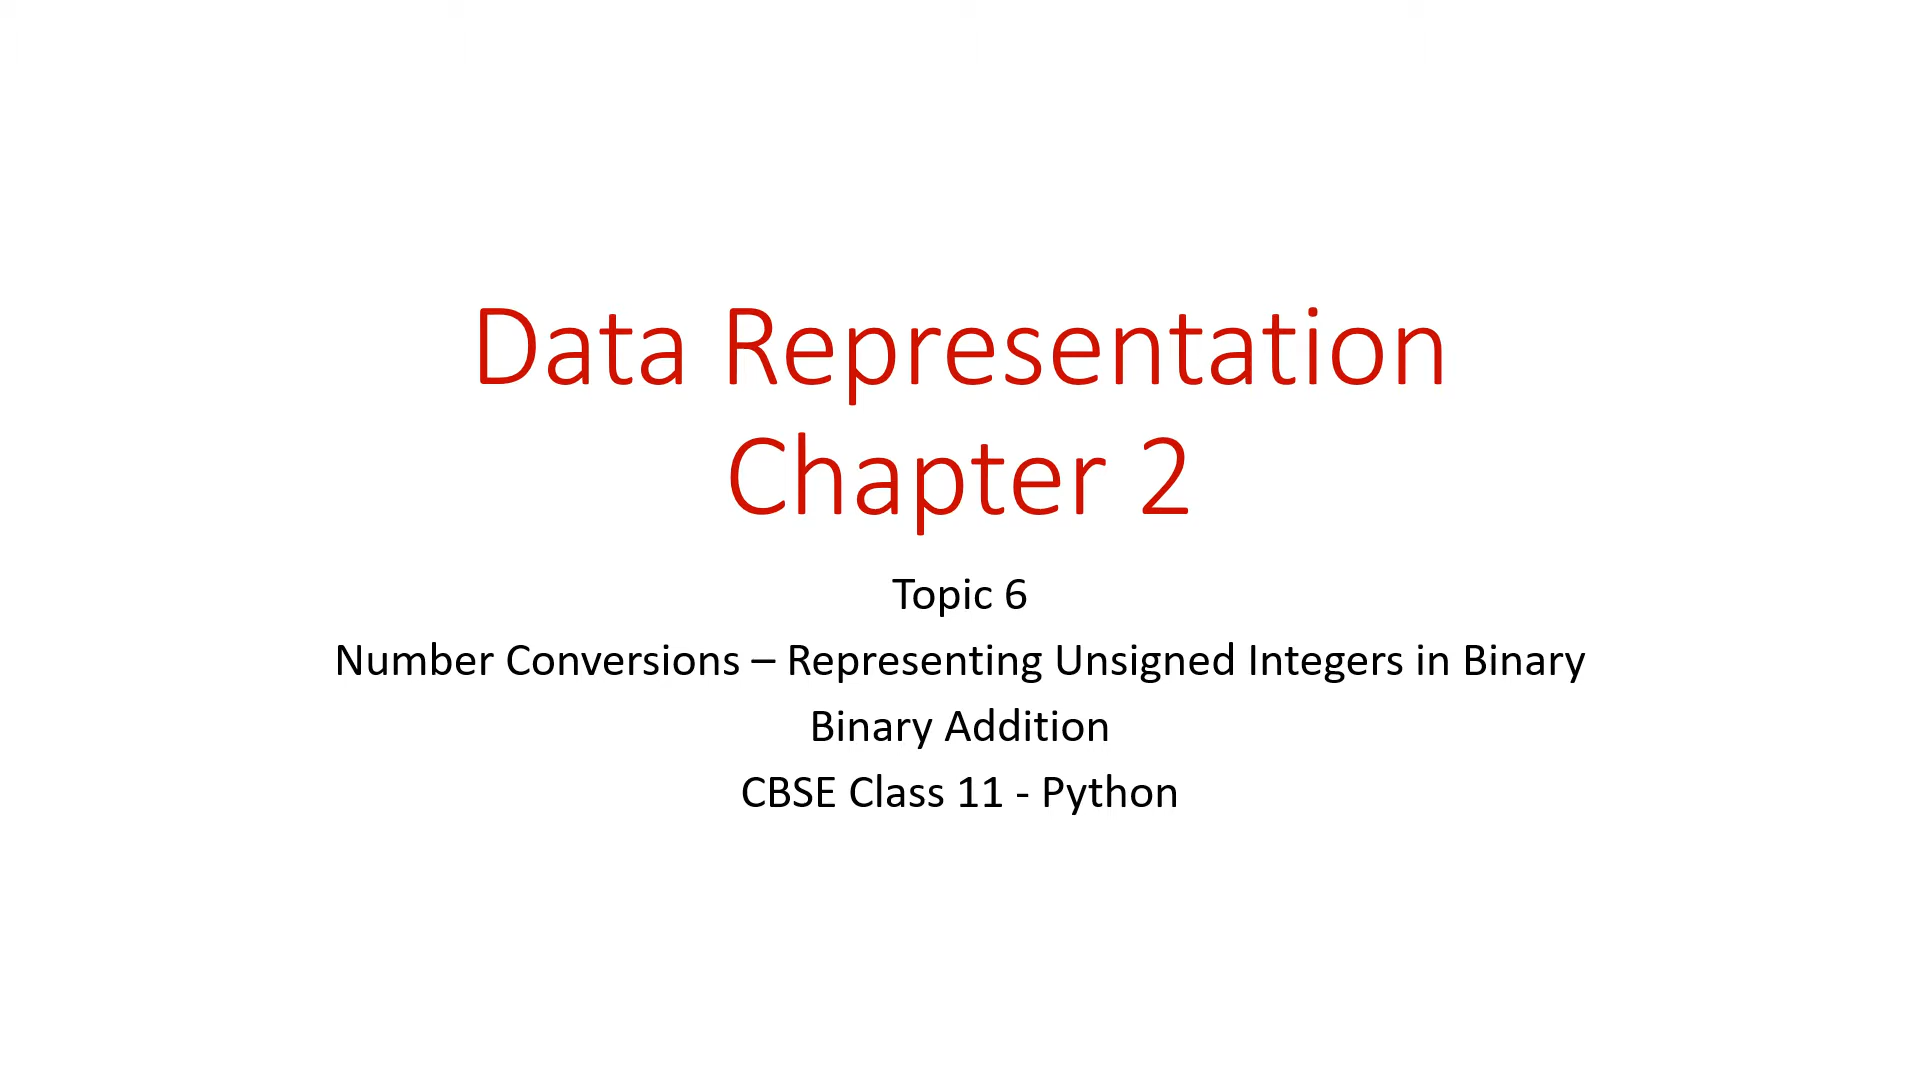 Data Representation
Chapter 2
Topic 6
Number Conversions – Representing Unsigned Integers in Binary
Binary Addition
CBSE Class 11 - Python